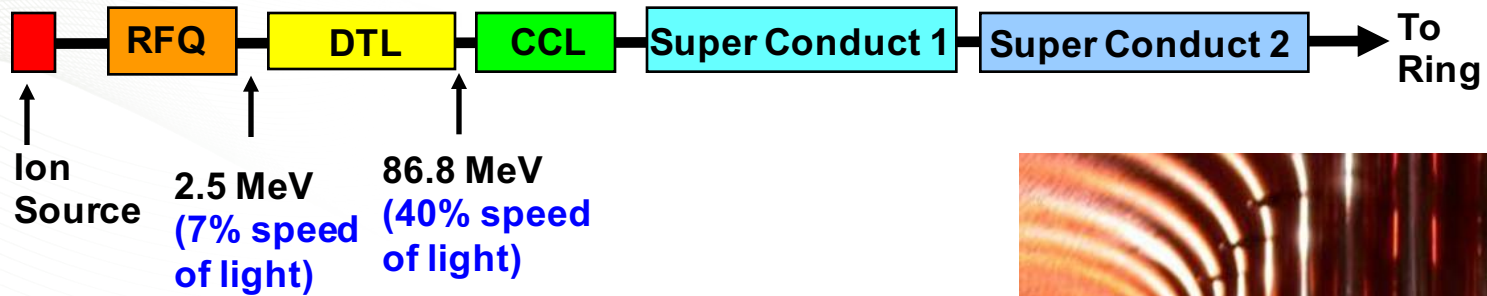 RFQ
DTL
CCL
Super Conduct 1
Super Conduct 2
To
Ring
Ion
Source
2.5 MeV
(7% speed
of light)
86.8 MeV
(40% speed
of light)